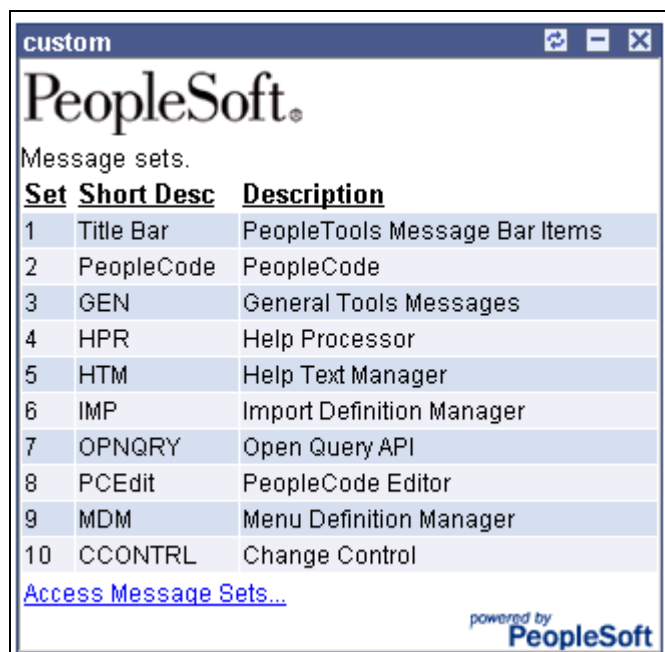 custom
PeopleSoft®
Message sets.
Set Short Desc Description
1 Title Bar PeopleTools Message Bar Items
2 PeopleCode PeopleCode
3 GEN General Tools Messages
4 HPR Help Processor
5 HTM Help Text Manager
6 IMP Import Definition Manager
7 OPNQRY Open Query API
8 PCEdit PeopleCode Editor
9 MDM Menu Definition Manager
10 CCONTRL Change Control
Access Message Sets...
powered by
PeopleSoft